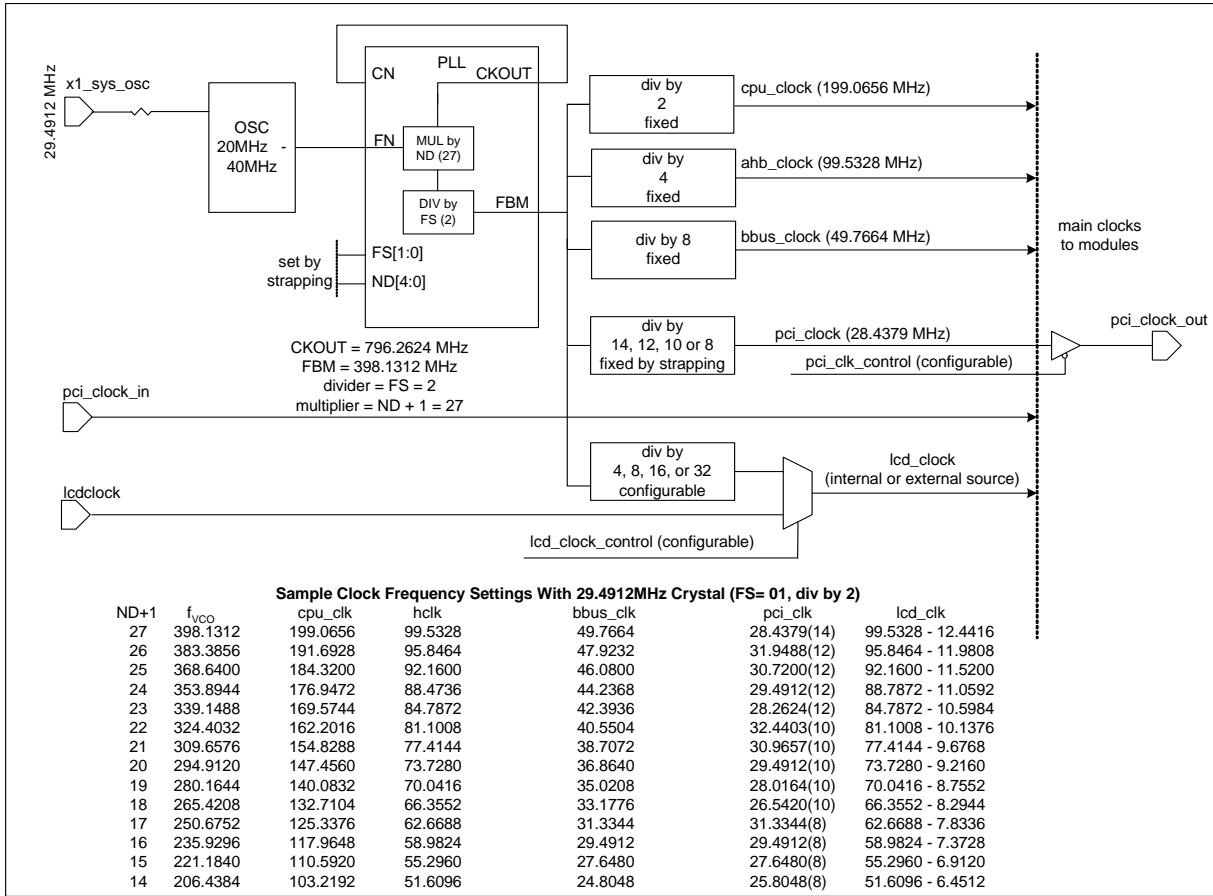 29.4912 MHz
x1_sys_osc
OSC
20MHz -
40MHz
PLL
CN
CKOUT
FN
MUL by
ND (27)
DIV by
FS (2)
FBM
FS[1:0]
ND[4:0]
set by
strapping
CKOUT = 796.2624 MHz
FBM = 398.1312 MHz
divider = FS = 2
multiplier = ND + 1 = 27
div by
2
fixed
cpu_clock (199.0656 MHz)
div by
4
fixed
ahb_clock (99.5328 MHz)
div by 8
fixed
bbus_clock (49.7664 MHz)
main clocks
to modules
div by
14, 12, 10 or 8
fixed by strapping
pci_clock (28.4379 MHz)
pci_clk_control (configurable)
pci_clock_out
pci_clock_in
div by
4, 8, 16, or 32
configurable
lcd_clock
(internal or external source)
lcdclock
lcd_clock_control (configurable)
Sample Clock Frequency Settings With 29.4912MHz Crystal (FS= 01, div by 2)
ND+1 fVCO cpu_clk hclk bbus_clk pci_clk lcd_clk
27 398.1312 199.0656 99.5328 49.7664 28.4379(14) 99.5328 - 12.4416
26 383.3856 191.6928 95.8464 47.9232 31.9488(12) 95.8464 - 11.9808
25 368.6400 184.3200 92.1600 46.0800 30.7200(12) 92.1600 - 11.5200
24 353.8944 176.9472 88.4736 44.2368 29.4912(12) 88.7872 - 11.0592
23 339.1488 169.5744 84.7872 42.3936 28.2624(12) 84.7872 - 10.5984
22 324.4032 162.2016 81.1008 40.5504 32.4403(10) 81.1008 - 10.1376
21 309.6576 154.8288 77.4144 38.7072 30.9657(10) 77.4144 - 9.6768
20 294.9120 147.4560 73.7280 36.8640 29.4912(10) 73.7280 - 9.2160
19 280.1644 140.0832 70.0416 35.0208 28.0164(10) 70.0416 - 8.7552
18 265.4208 132.7104 66.3552 33.1776 26.5420(10) 66.3552 - 8.2944
17 250.6752 125.3376 62.6688 31.3344 31.3344(8) 62.6688 - 7.8336
16 235.9296 117.9648 58.9824 29.4912 29.4912(8) 58.9824 - 7.3728
15 221.1840 110.5920 55.2960 27.6480 27.6480(8) 55.2960 - 6.9120
14 206.4384 103.2192 51.6096 24.8048 25.8048(8) 51.6096 - 6.4512